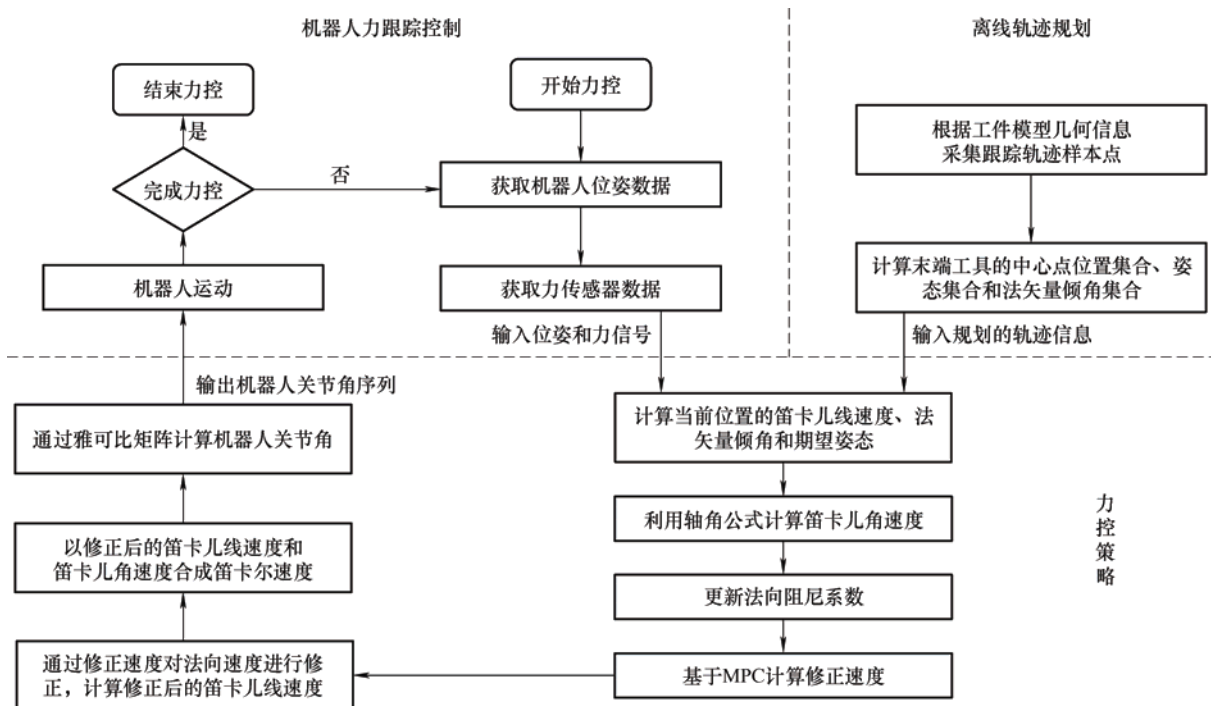 机器人力跟踪控制
离线轨迹规划
结束力控
开始力控
是
完成力控
否
获取机器人位姿数据
根据工件模型几何信息
采集跟踪轨迹样本点
机器人运动
获取力传感器数据
计算末端工具的中心点位置集合、姿
态集合和法矢量倾角集合
输入位姿和力信号
输入规划的轨迹信息
输出机器人关节角序列
通过雅可比矩阵计算机器人关节角
计算当前位置的笛卡儿线速度、法
矢量倾角和期望姿态
利用轴角公式计算笛卡儿角速度
以修正后的笛卡儿线速度和
笛卡儿角速度合成笛卡尔速度
更新法向阻尼系数
通过修正速度对法向速度进行修
正，计算修正后的笛卡儿线速度
基于MPC计算修正速度
力
控
策
略